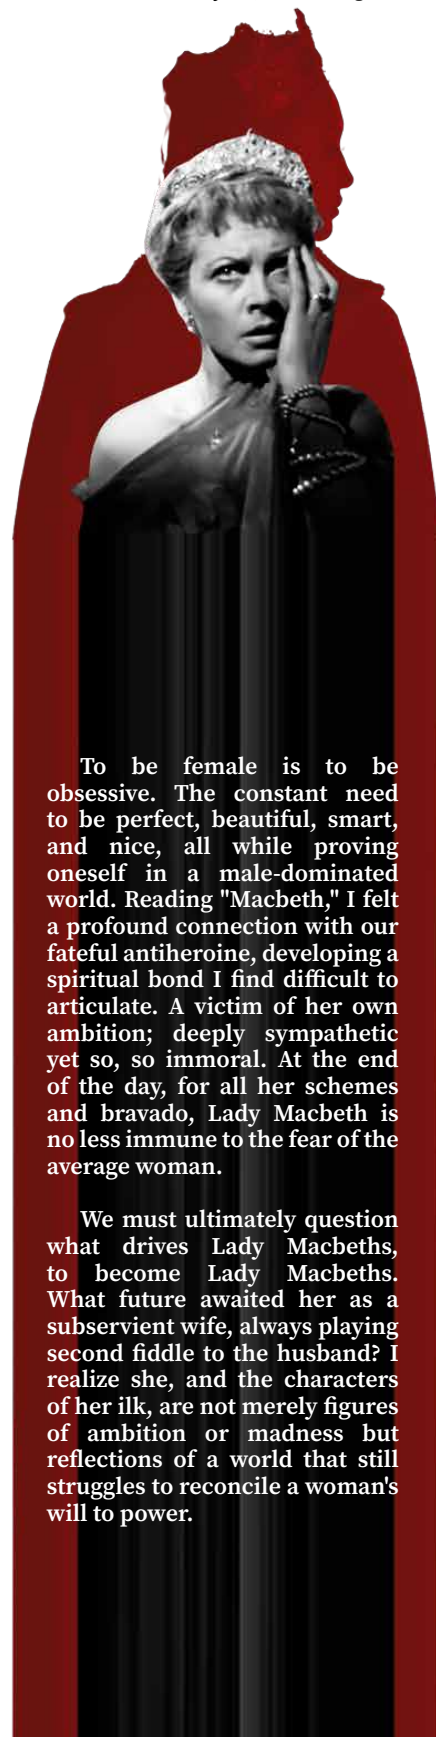 To be female is to be
obsessive. The constant need
to be perfect, beautiful, smart,
and nice, all while proving
oneself in a male-dominated
world. Reading "Macbeth," I felt
a profound connection with our
fateful antiheroine, developing a
spiritual bond I find difficult to
articulate. A victim of her own
ambition; deeply sympathetic
yet so, so immoral. At the end
of the day, for all her schemes
and bravado, Lady Macbeth is
no less immune to the fear of the
average woman.
We must ultimately question
what drives Lady Macbeths,
to become Lady Macbeths.
What future awaited her as a
subservient wife, always playing
second fiddle to the husband? I
realize she, and the characters
of her ilk, are not merely figures
of ambition or madness but
reflections of a world that still
struggles to reconcile a woman's
will to power.